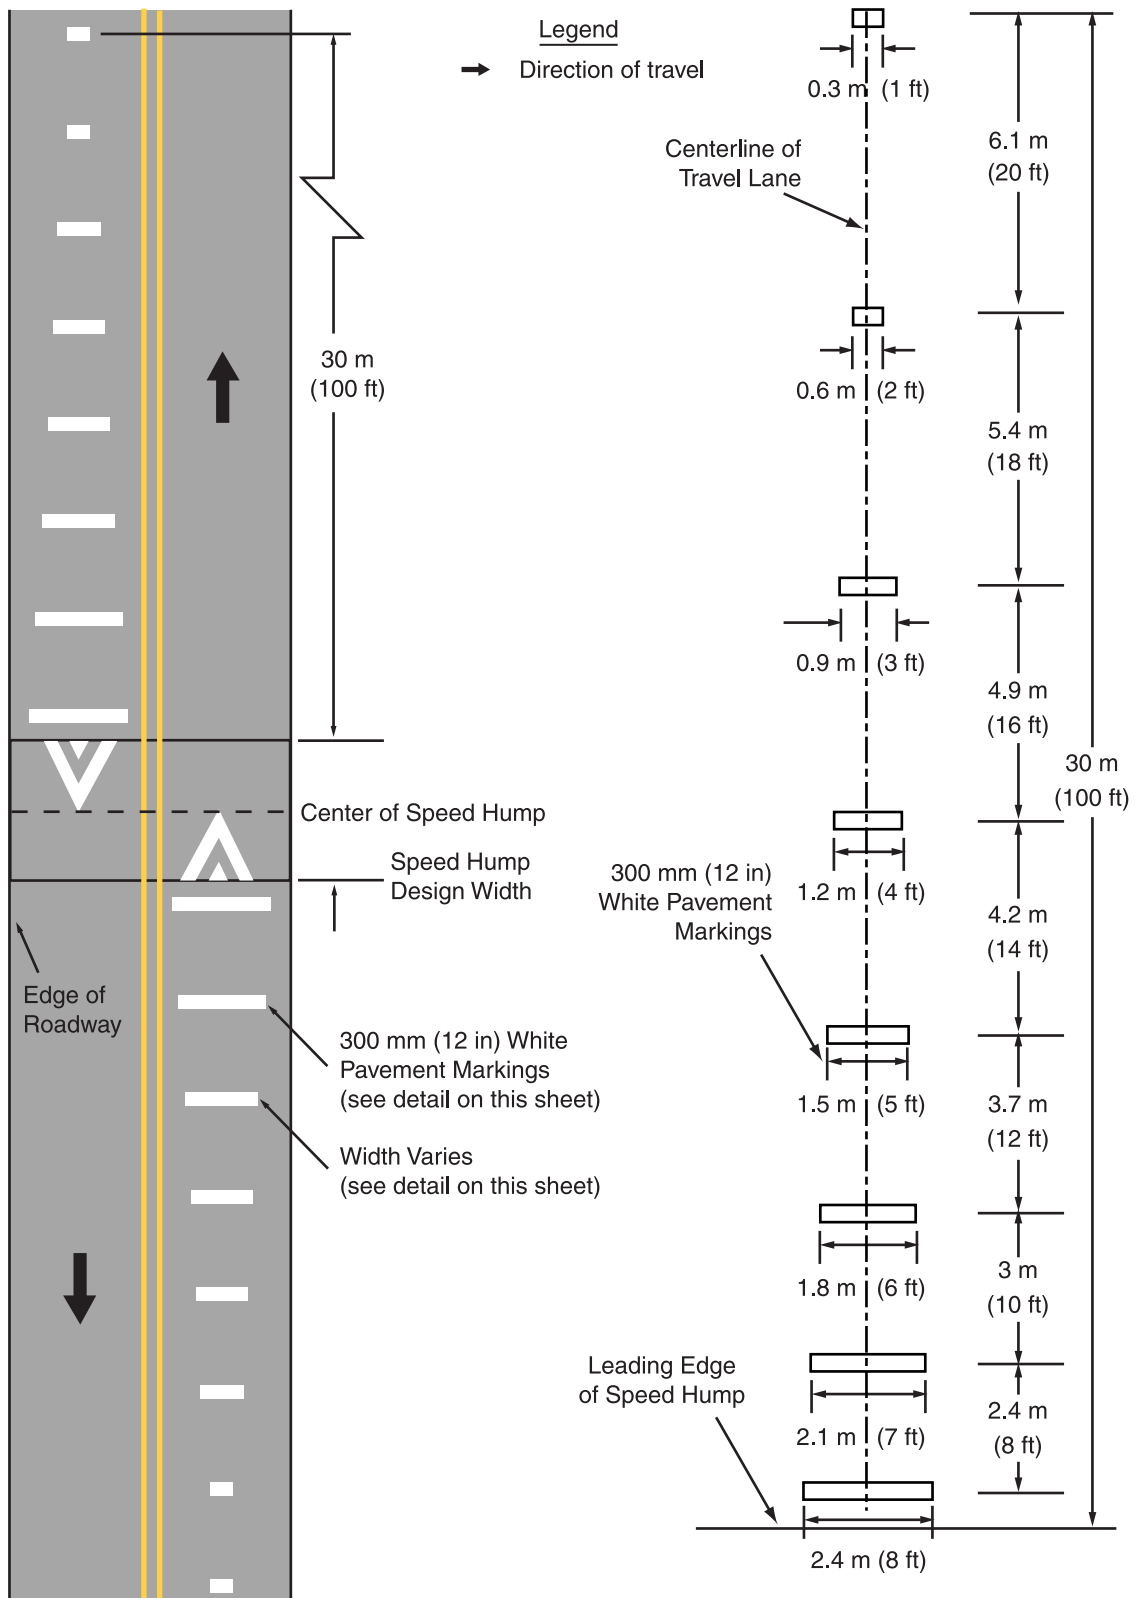 Legend
Direction of travel
30 m
(100 ft)
Center of Speed Hump
Speed Hump
Design Width
Edge of
Roadway
300 mm (12 in) White
Pavement Markings
(see detail on this sheet)
Width Varies
(see detail on this sheet)
0.3 m (1 ft)
6.1 m
(20 ft)
Centerline of
Travel Lane
0.6 m (2 ft)
5.4 m
(18 ft)
0.9 m (3 ft)
4.9 m
(16 ft)
30 m
(100 ft)
300 mm (12 in)
White Pavement
Markings
1.2 m (4 ft)
4.2 m
(14 ft)
1.5 m (5 ft)
3.7 m
(12 ft)
1.8 m (6 ft)
3 m
(10 ft)
Leading Edge
of Speed Hump
2.1 m (7 ft)
2.4 m
(8 ft)
2.4 m (8 ft)